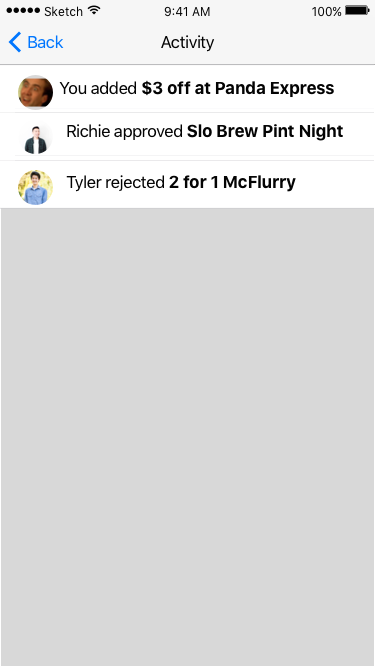 Sketch 9:41 AM 100%
Back Activity
You added $3 off at Panda Express
Richie approved Slo Brew Pint Night
Tyler rejected 2 for 1 McFlurry